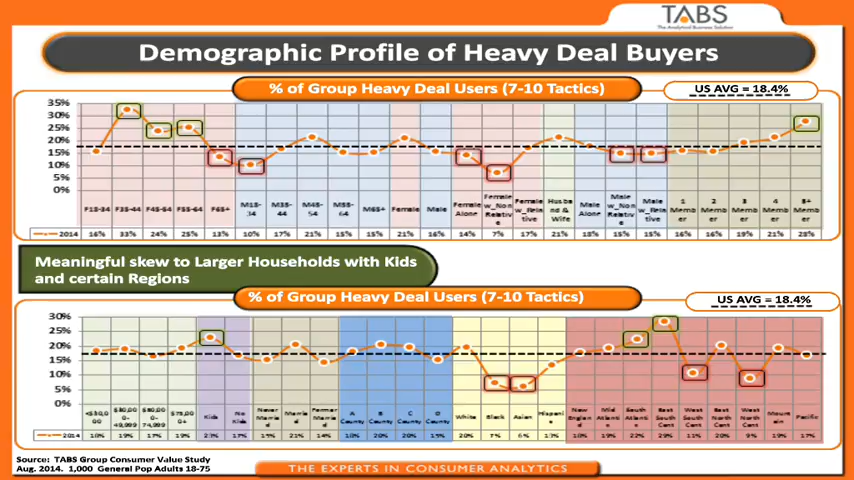 TABS
The Analytical Business Solution
Demographic Profile of Heavy Deal Buyers
% of Group Heavy Deal Users (7-10 Tactics)
US AVG = 18.4%
35%
30%
25%
20%
15%
10%
5%
0%
F18-34 F35-44 F45-54 F55-64 F65+ M18-34 M35-44 M45-54 M55-64 M65+ Female Male Female Alone Female w_Non Relative Female w_Relative Husband & Wife Male Alone Male w_Non Relative Male w_Relative 1 Member 2 Member 3 Member 4 Member 5+ Member
2014 16% 33% 24% 25% 13% 10% 17% 21% 15% 15% 21% 16% 14% 7% 17% 21% 18% 15% 15% 16% 16% 19% 21% 28%
Meaningful skew to Larger Households with Kids
and certain Regions
% of Group Heavy Deal Users (7-10 Tactics)
US AVG = 18.4%
30%
25%
20%
15%
10%
5%
0%
Kids No Kids Never Married Married Former Married A County B County C County D County White Black Asian Hispanic New England Mid Atlantic South Atlantic East South Cent West South Cent East North Cent West North Cent Mountain Pacific
2014 19% 17% 19% 23% 17% 15% 21% 14% 18% 20% 20% 15% 20% 7% 6% 13% 19% 22% 29% 11% 20% 9% 19% 17%
Source: TABS Group Consumer Value Study
Aug. 2014. 1,000 General Pop Adults 18-75
THE EXPERTS IN CONSUMER ANALYTICS